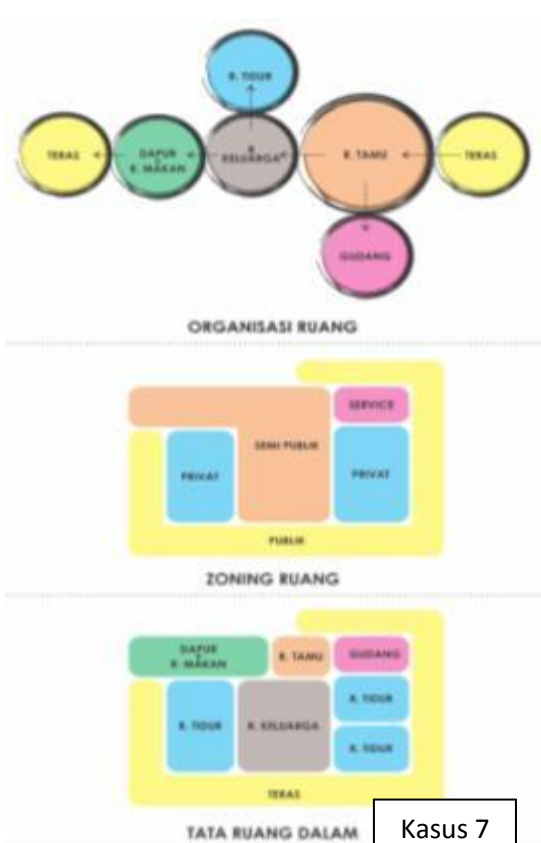 R. TIDUR
TERAS
DAPUR
&
R. MAKAN
R.
KELUARGA
R. TAMU
TERAS
GUDANG
ORGANISASI RUANG
SERVICE
SEMI PUBLIK
PRIVAT
PRIVAT
PUBLIK
ZONING RUANG
DAPUR
&
R. MAKAN
R. TAMU
GUDANG
R. TIDUR
R. TIDUR
R. KELUARGA
R. TIDUR
TERAS
TATA RUANG DALAM
Kasus 7